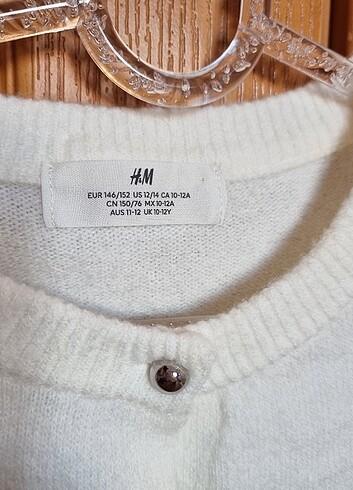 H&M
EUR 146/152 US 12/14 CA 10-12A
CN 150/76 MX 10-12A
AUS 11-12 UK 10-12Y